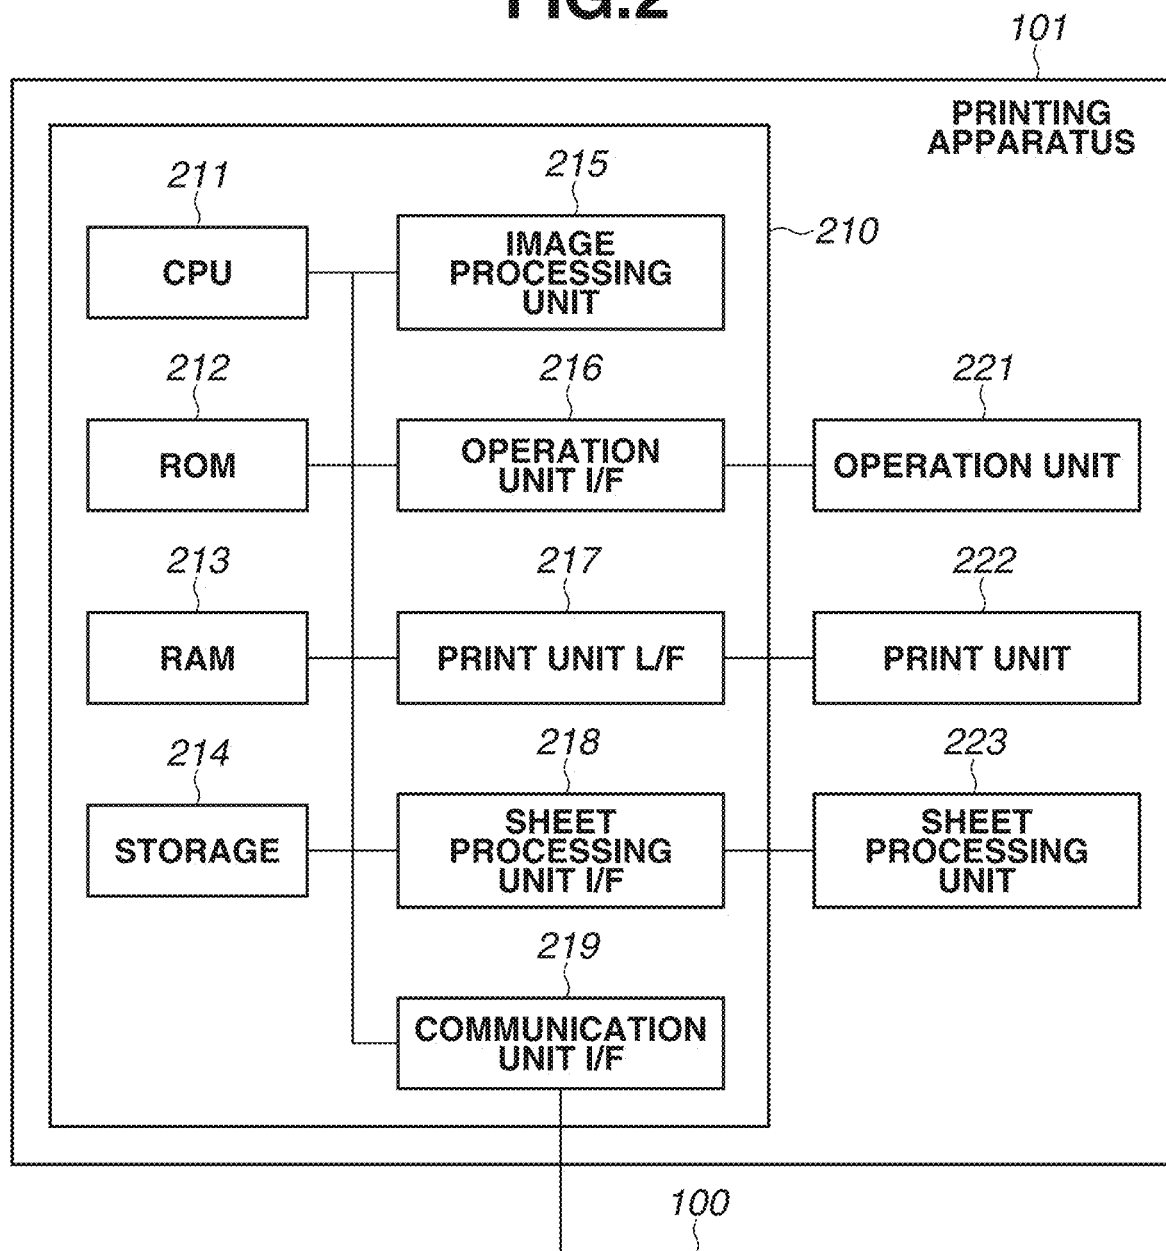 FIG.2
101
PRINTING
APPARATUS
211
215
210
CPU
IMAGE
PROCESSING
UNIT
212
216
221
ROM
OPERATION
UNIT I/F
OPERATION UNIT
213
217
222
RAM
PRINT UNIT L/F
PRINT UNIT
214
218
223
STORAGE
SHEET
PROCESSING
UNIT I/F
SHEET
PROCESSING
UNIT
219
COMMUNICATION
UNIT I/F
100